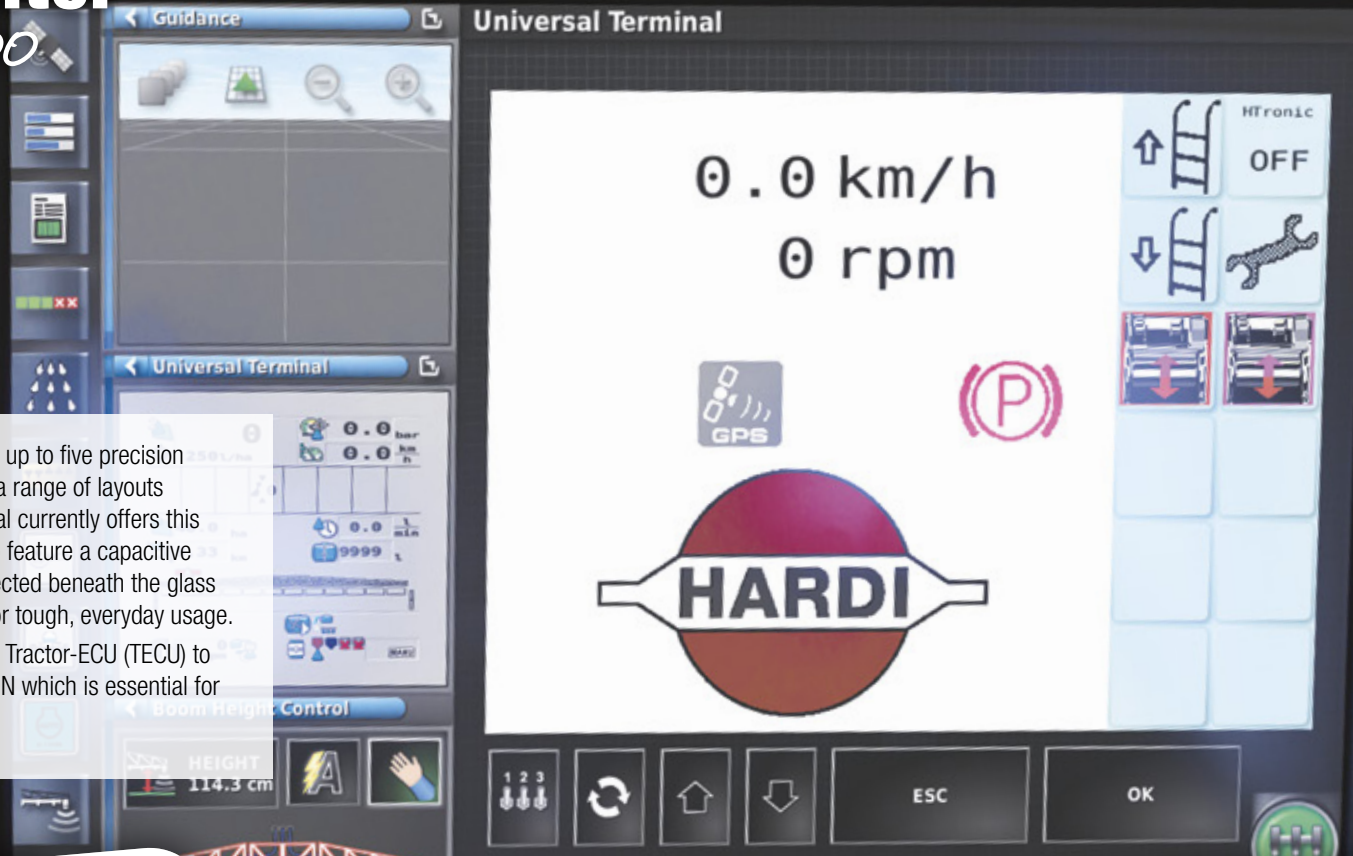 Guidance
Universal Terminal
0.0 km/h
0 rpm
HTronic
OFF
GPS
P
HARDI
Universal Terminal
0
0.0 bar
0.0 km/h
0.0 l/min
9999 l
MANU
up to five precision
a range of layouts
al currently offers this
feature a capacitive
ected beneath the glass
or tough, everyday usage.
Tractor-ECU (TECU) to
N which is essential for
Boom Height Control
HEIGHT
114.3 cm
A
1 2 3
ESC
OK